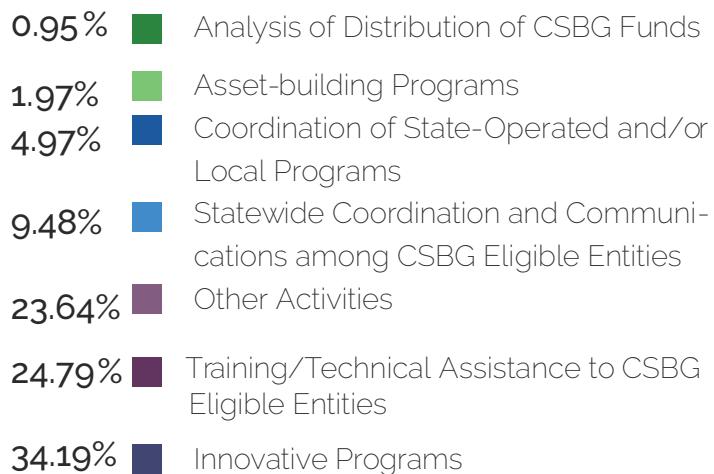 0.95% Analysis of Distribution of CSBG Funds
1.97% Asset-building Programs
4.97% Coordination of State-Operated and/or
Local Programs
9.48% Statewide Coordination and Communi-
cations among CSBG Eligible Entities
23.64% Other Activities
24.79% Training/Technical Assistance to CSBG
Eligible Entities
34.19% Innovative Programs